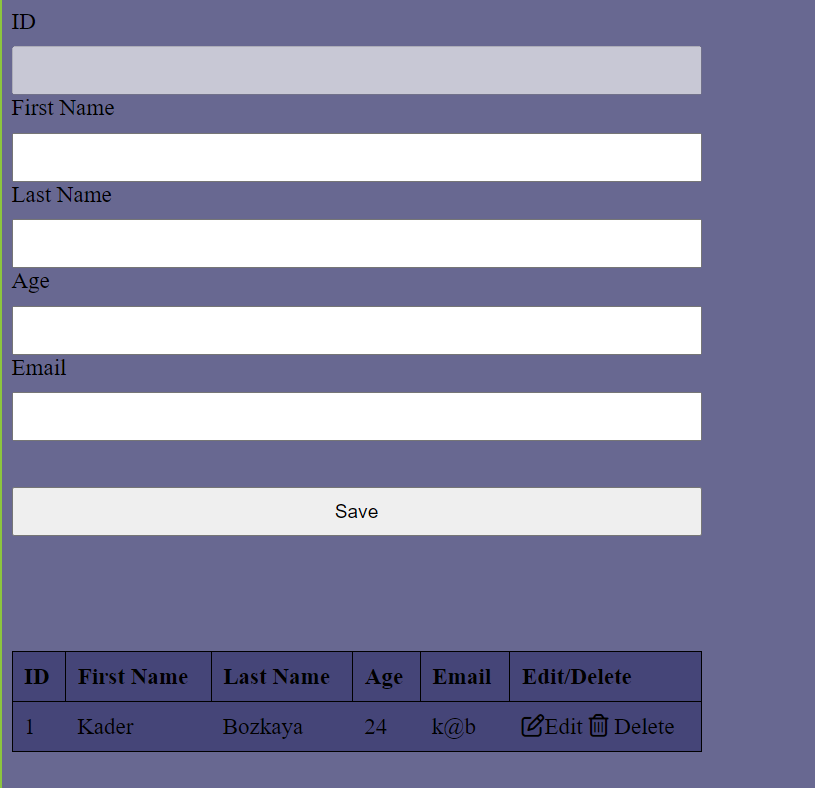 ID
First Name
Last Name
Age
Email
Save
ID First Name Last Name Age Email Edit/Delete
1 Kader Bozkaya 24 k@b Edit Delete